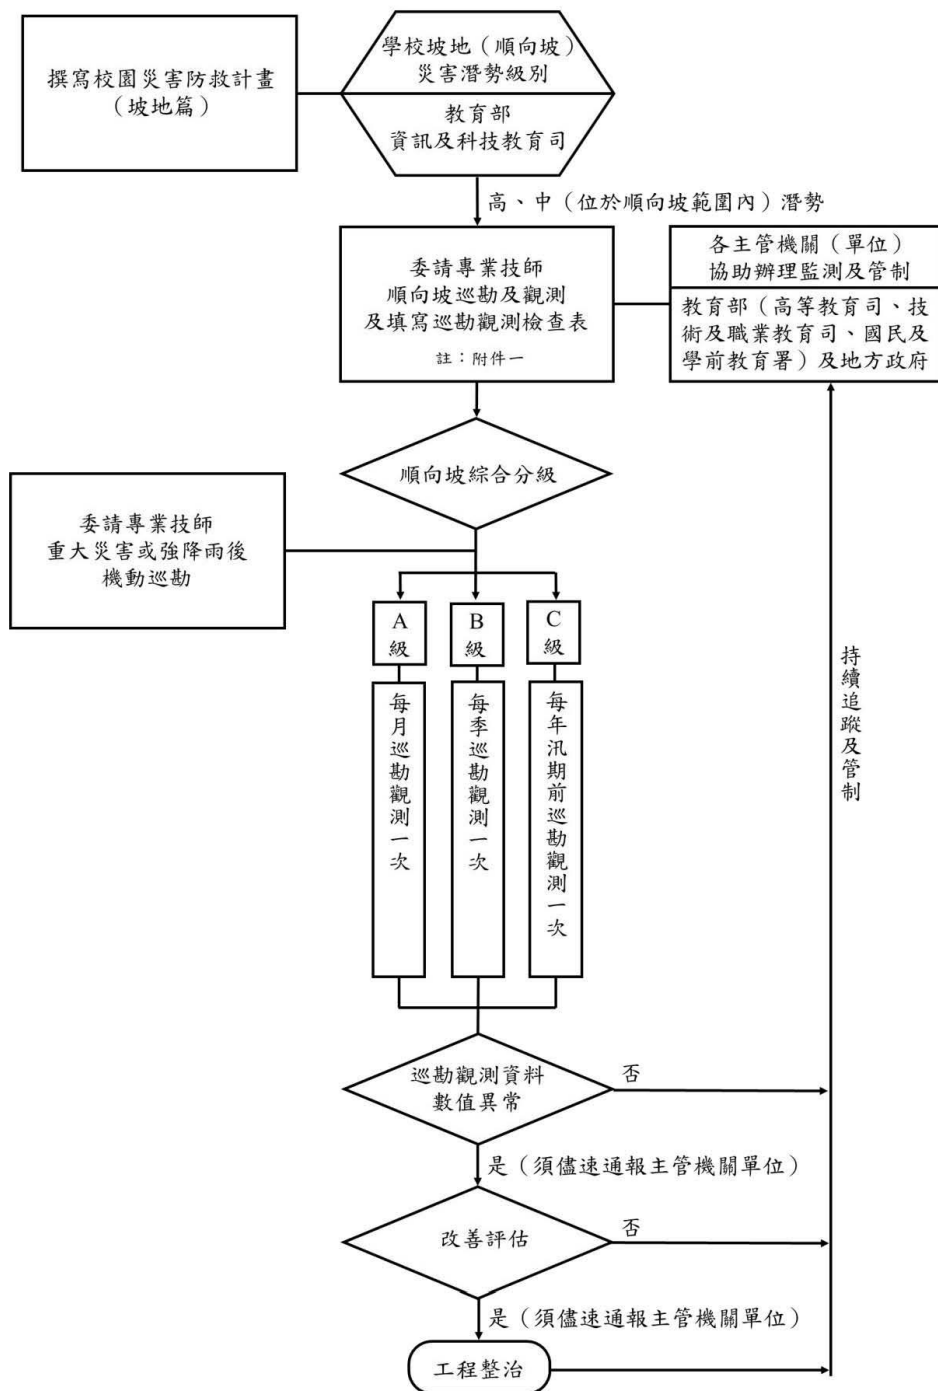 撰寫校園災害防救計畫
（坡地篇）
學校坡地（順向坡）
災害潛勢級別
教育部
資訊及科技教育司
高、中（位於順向坡範圍內）潛勢
委請專業技師
順向坡巡勘及觀測
及填寫巡勘觀測檢查表
註：附件一
各主管機關（單位）
協助辦理監測及管制
教育部（高等教育司、技
術及職業教育司、國民及
學前教育署）及地方政府
順向坡綜合分級
委請專業技師
重大災害或強降雨後
機動巡勘
A
級
B
級
C
級
每月巡勘觀測一次
每季巡勘觀測一次
每年汛期前巡勘觀測一次
持續追蹤及管制
巡勘觀測資料
數值異常
否
是（須儘速通報主管機關單位）
改善評估
否
是（須儘速通報主管機關單位）
工程整治